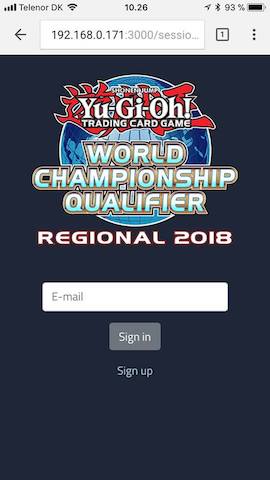 Telenor DK 10.26 93 %
192.168.0.171:3000/sessio... 1
SHONEN JUMP'S
Yu-Gi-Oh!
TRADING CARD GAME
WORLD
CHAMPIONSHIP
QUALIFIER
REGIONAL 2018
E-mail
Sign in
Sign up